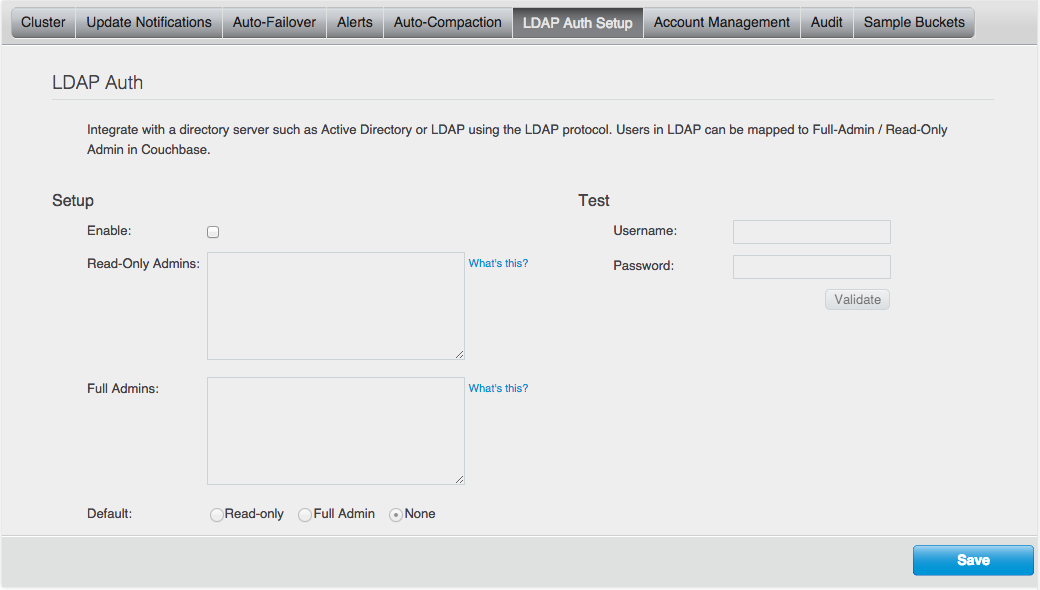 Cluster Update Notifications Auto-Failover Alerts Auto-Compaction LDAP Auth Setup Account Management Audit Sample Buckets
LDAP Auth
Integrate with a directory server such as Active Directory or LDAP using the LDAP protocol. Users in LDAP can be mapped to Full-Admin / Read-Only
Admin in Couchbase.
Setup
Enable:
Read-Only Admins: What's this?
Full Admins: What's this?
Default: Read-only Full Admin None
Test
Username:
Password:
Validate
Save